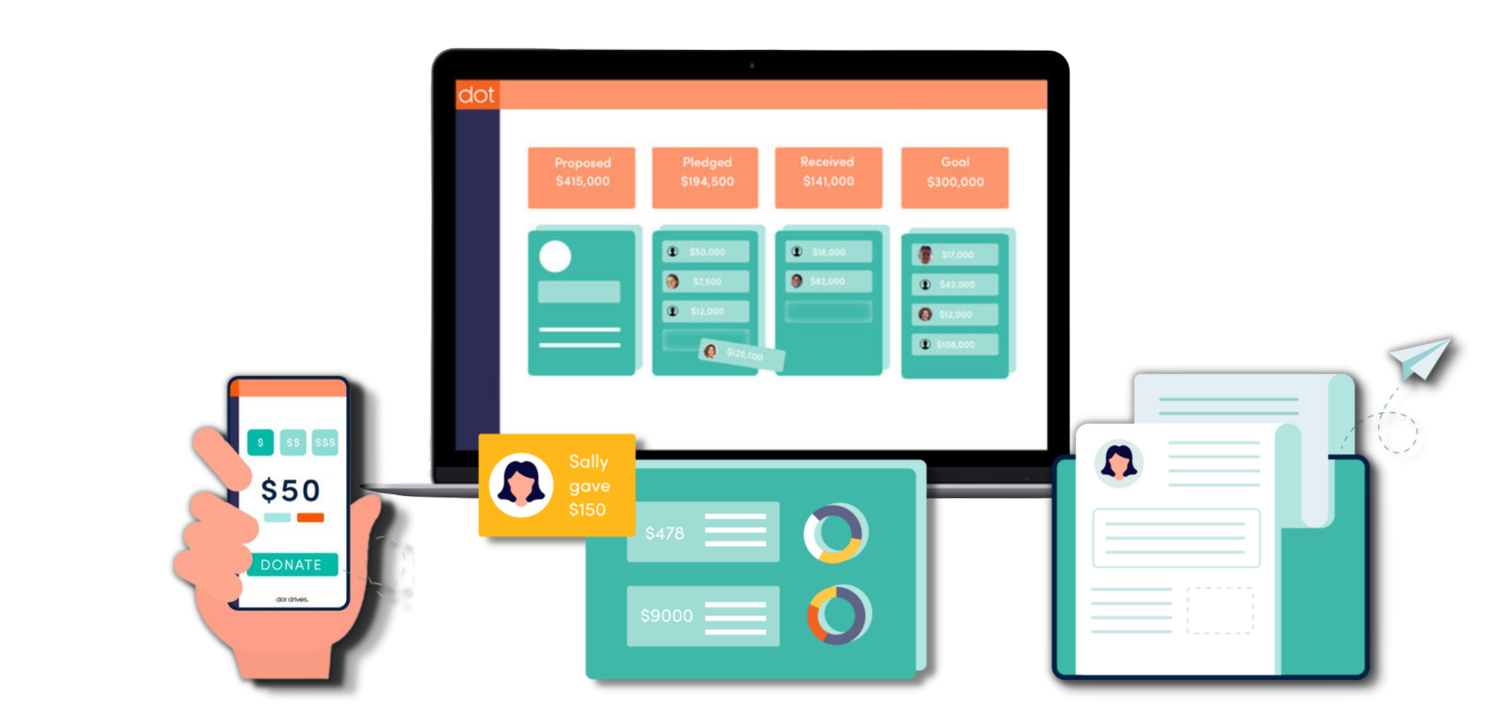 dot
Proposed
$415,000
Pledged
$194,500
Received
$141,000
Goal
$300,000
$50,000
$7,500
$12,000
$125,000
$18,000
$82,000
$17,000
$42,000
$12,000
$108,000
$ $$ $$$
$50
DONATE
dot drives.
Sally
gave
$150
$478
$9000